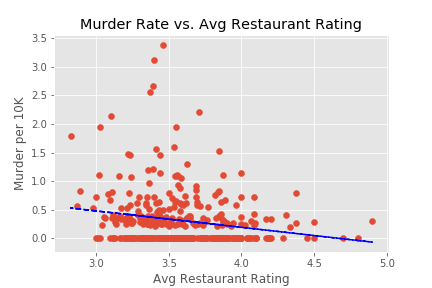 Murder Rate vs. Avg Restaurant Rating
Murder per 10K
3.5
3.0
2.5
2.0
1.5
1.0
0.5
0.0
3.0 3.5 4.0 4.5 5.0
Avg Restaurant Rating